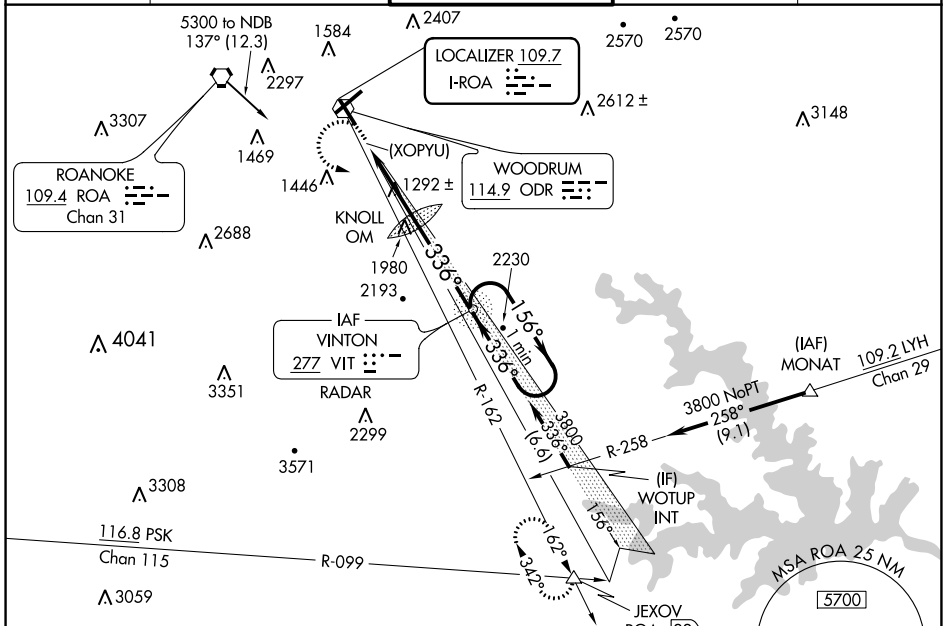 5300 to NDB
137° (12.3)
1584
2407
2570
2570
2297
LOCALIZER 109.7
I-ROA
2612 ±
3148
3307
1469
(XOPYU)
ROANOKE
109.4 ROA
Chan 31
1446
1292 ±
WOODRUM
114.9 ODR
KNOLL
OM
2688
1980
336°
2230
2193
156°
1 min
IAF
VINTON
277 VIT
RADAR
336°
4041
(IAF)
MONAT
109.2 LYH
Chan 29
3351
R-162
3800 NoPT
258°
(9.1)
3800
336°
(6.6)
2299
R-258
3571
(IF)
WOTUP
INT
3308
156°
116.8 PSK
Chan 115
R-099
162°
342°
MSA ROA 25 NM
5700
3059
JEXOV